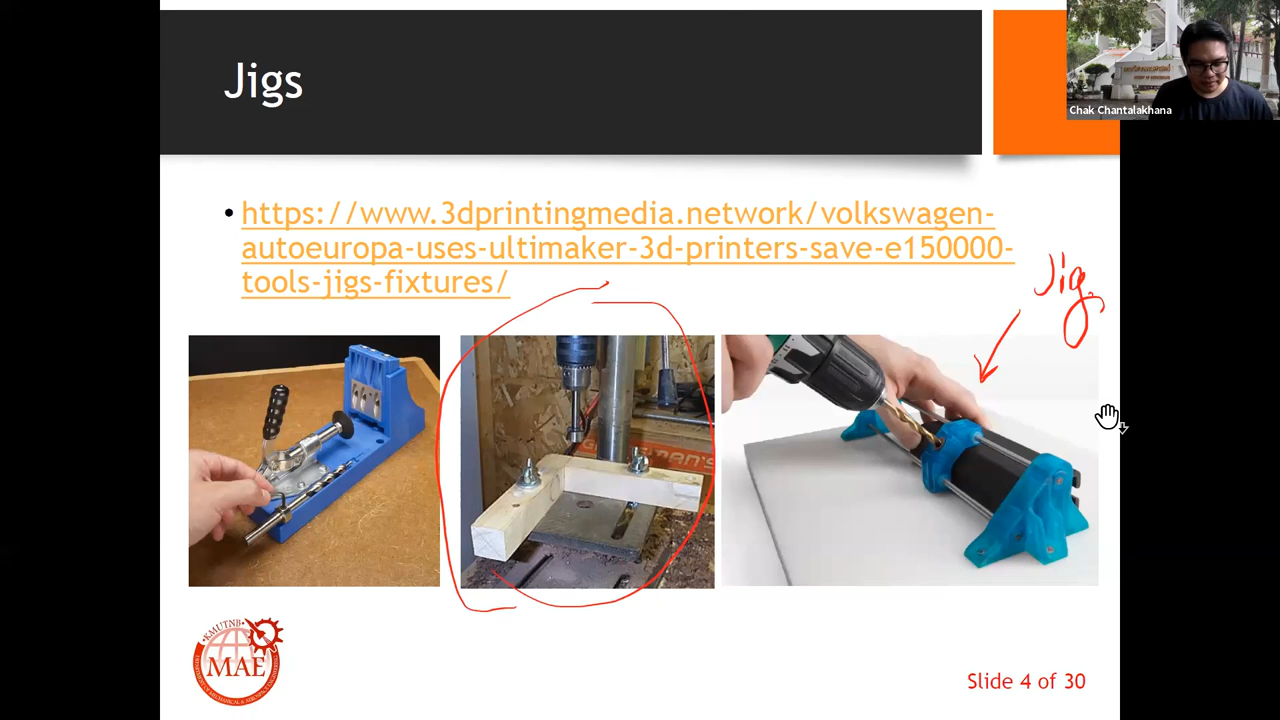 Jigs
Chak Chantalakhana
• https://www.3dprintingmedia.network/volkswagen-
autoeuropa-uses-ultimaker-3d-printers-save-e150000-
tools-jigs-fixtures/
Jig
KMUTNB
MAE
Slide 4 of 30